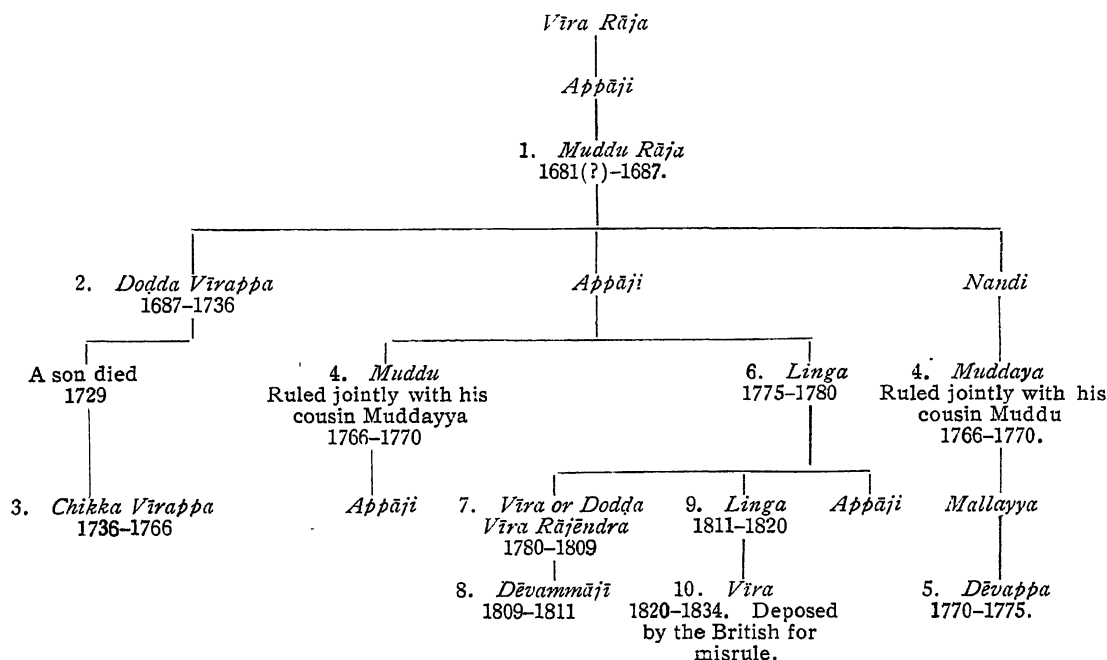 Vīra Rāja
Appāji
1. Muddu Rāja
1681(?)–1687.
2. Doḍda Vīrappa
1687–1736
Appāji
Nandi
A son died
1729
4. Muddu
Ruled jointly with his
cousin Muddayya
1766–1770
6. Linga
1775–1780
4. Muddaya
Ruled jointly with his
cousin Muddu
1766–1770.
3. Chikka Vīrappa
1736–1766
Appāji
7. Vīra or Dodḍa
Vīra Rājēndra
1780–1809
9. Linga
1811–1820
Appāji
Mallayya
8. Dēvammājī
1809–1811
10. Vīra
1820–1834. Deposed
by the British for
misrule.
5. Dēvappa
1770–1775.